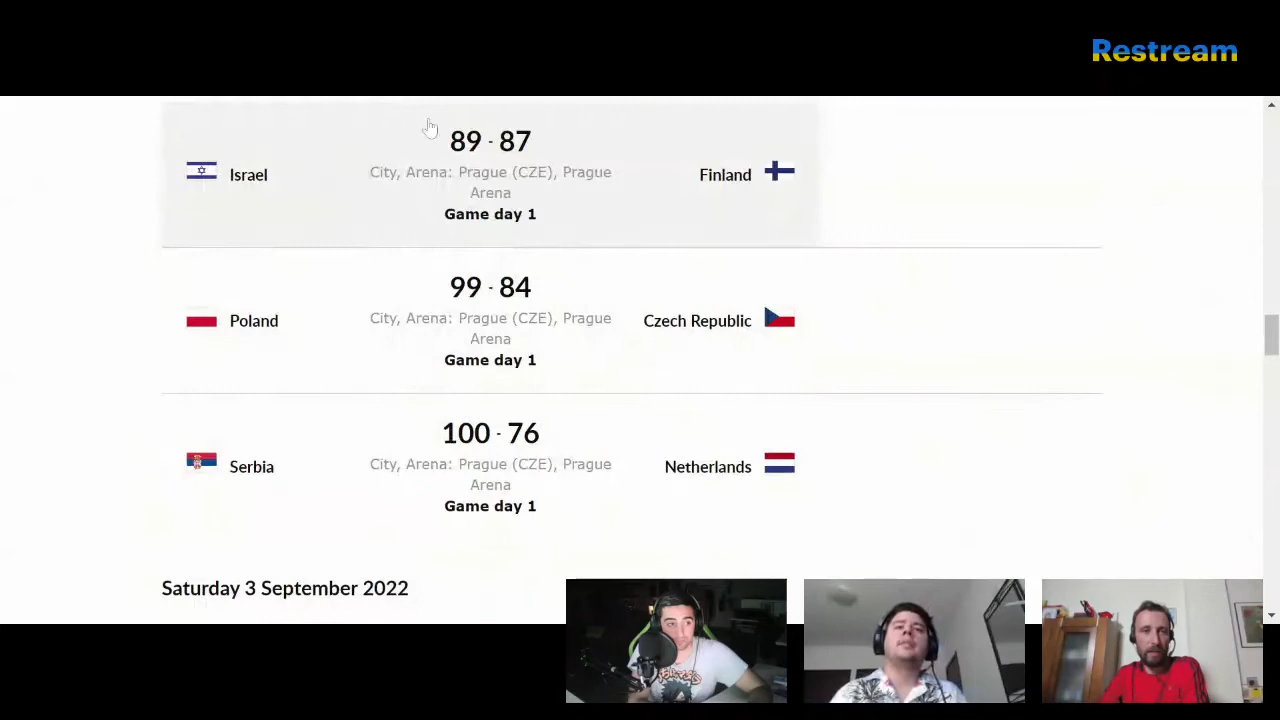 Restream
89 - 87
Israel
City, Arena: Prague (CZE), Prague
Arena
Finland
Game day 1
99 - 84
Poland
City, Arena: Prague (CZE), Prague
Arena
Czech Republic
Game day 1
100 - 76
Serbia
City, Arena: Prague (CZE), Prague
Arena
Netherlands
Game day 1
Saturday 3 September 2022